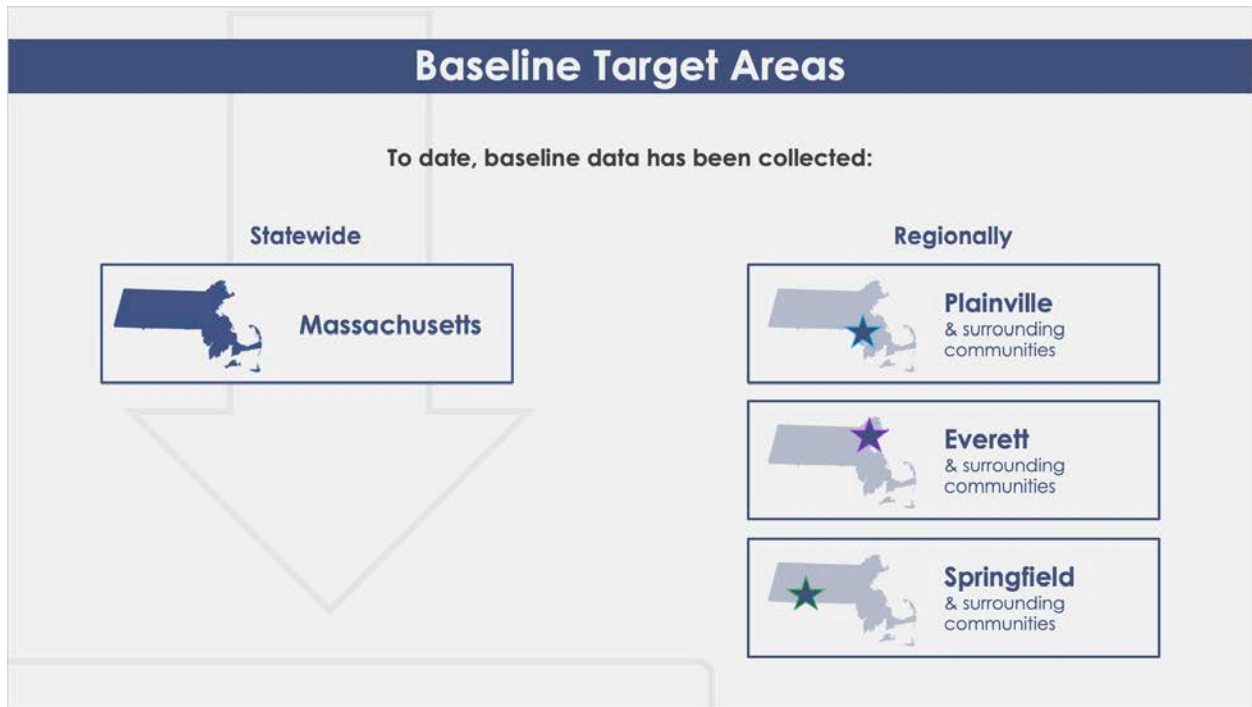 Baseline Target Areas
To date, baseline data has been collected:
Statewide
Massachusetts
Regionally
Plainville
& surrounding
communities
Everett
& surrounding
communities
Springfield
& surrounding
communities